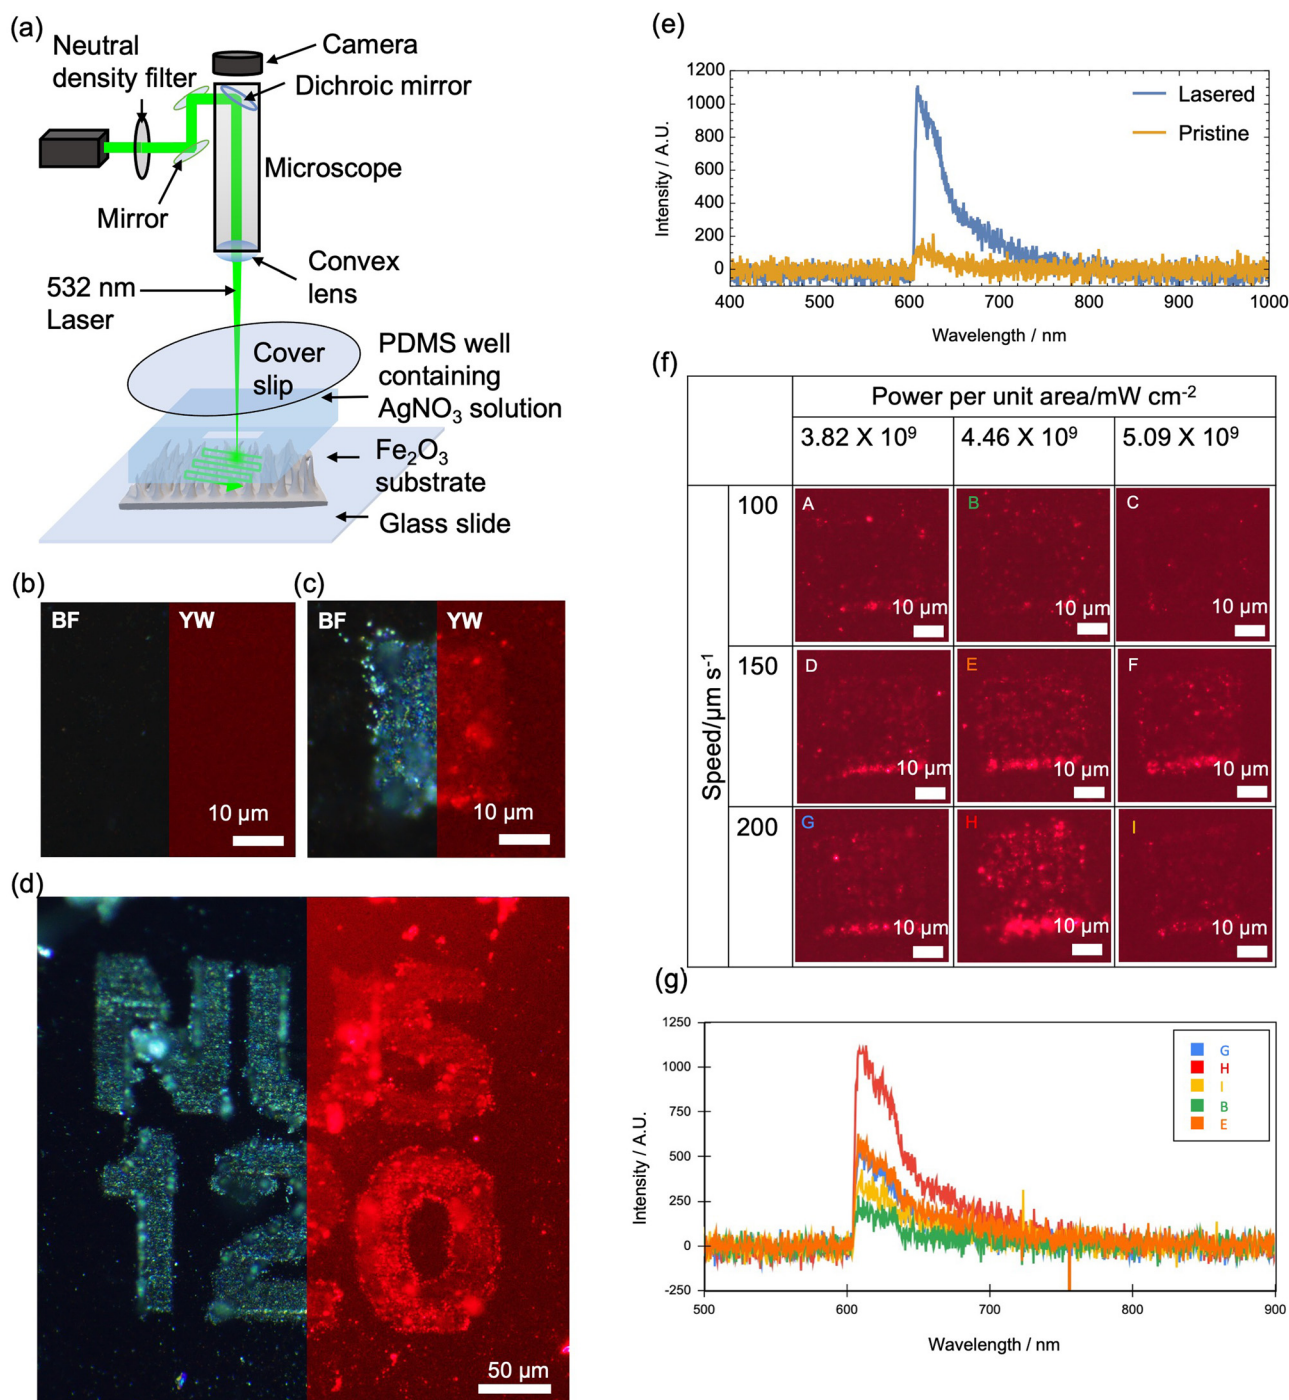 (a)
Neutral
density filter
Camera
Dichroic mirror
Microscope
Mirror
Convex
lens
532 nm
Laser
Cover
slip
PDMS well
containing
AgNO₃ solution
Fe₂O₃
substrate
Glass slide
(b)
BF
YW
10 µm
(c)
BF
YW
10 µm
(d)
50 µm
(e)
1200
1000
800
600
400
200
0
Intensity / A.U.
Lasered
Pristine
400
500
600
700
800
900
1000
Wavelength / nm
(f)
Power per unit area/mW cm⁻²
3.82 X 10⁹
4.46 X 10⁹
5.09 X 10⁹
Speed/µm s⁻¹
100
A
10 µm
B
10 µm
C
10 µm
150
D
10 µm
E
10 µm
F
10 µm
200
G
10 µm
H
10 µm
I
10 µm
(g)
1250
1000
750
500
250
0
-250
Intensity / A.U.
G
H
I
B
E
500
600
700
800
900
Wavelength / nm